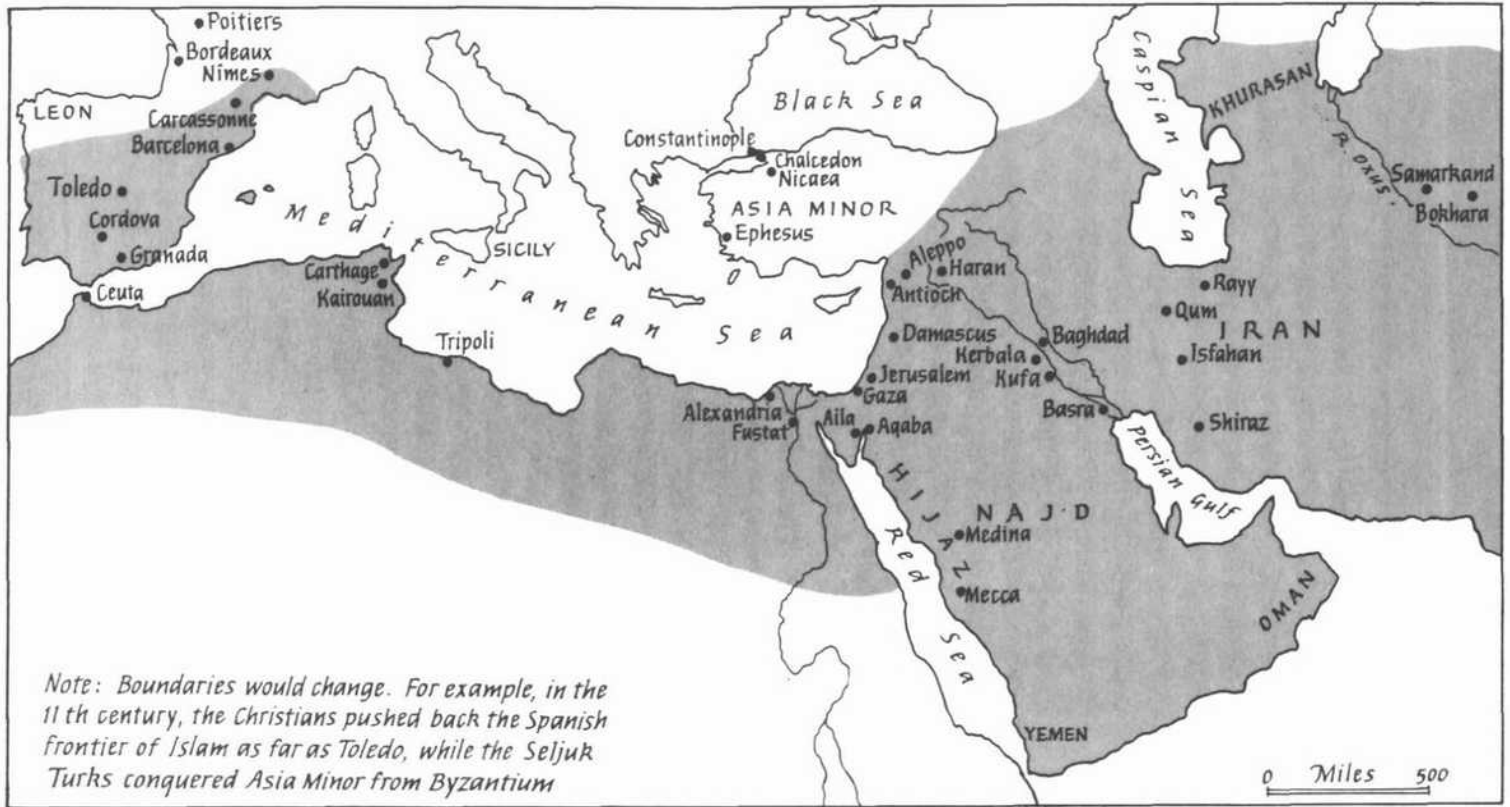 Poitiers
Bordeaux
Nîmes
LEON
Carcassonne
Barcelona
Toledo
Cordova
Granada
Ceuta
Mediterranean Sea
SICILY
Carthage
Kairouan
Tripoli
Black Sea
Constantinople
Chalcedon
Nicaea
ASIA MINOR
Ephesus
Caspian Sea
KHURASAN
R. Oxus.
Samarkand
Bokhara
Aleppo
Haran
Antioch
Rayy
Qum
IRAN
Isfahan
Damascus
Baghdad
Kerbala
Kufa
Jerusalem
Gaza
Basra
Shiraz
Alexandria
Fustat
Aila
Aqaba
Persian Gulf
HIJAZ
NAJD
Medina
Mecca
Red Sea
OMAN
YEMEN
Note: Boundaries would change. For example, in the
11th century, the Christians pushed back the Spanish
frontier of Islam as far as Toledo, while the Seljuk
Turks conquered Asia Minor from Byzantium
0 Miles 500